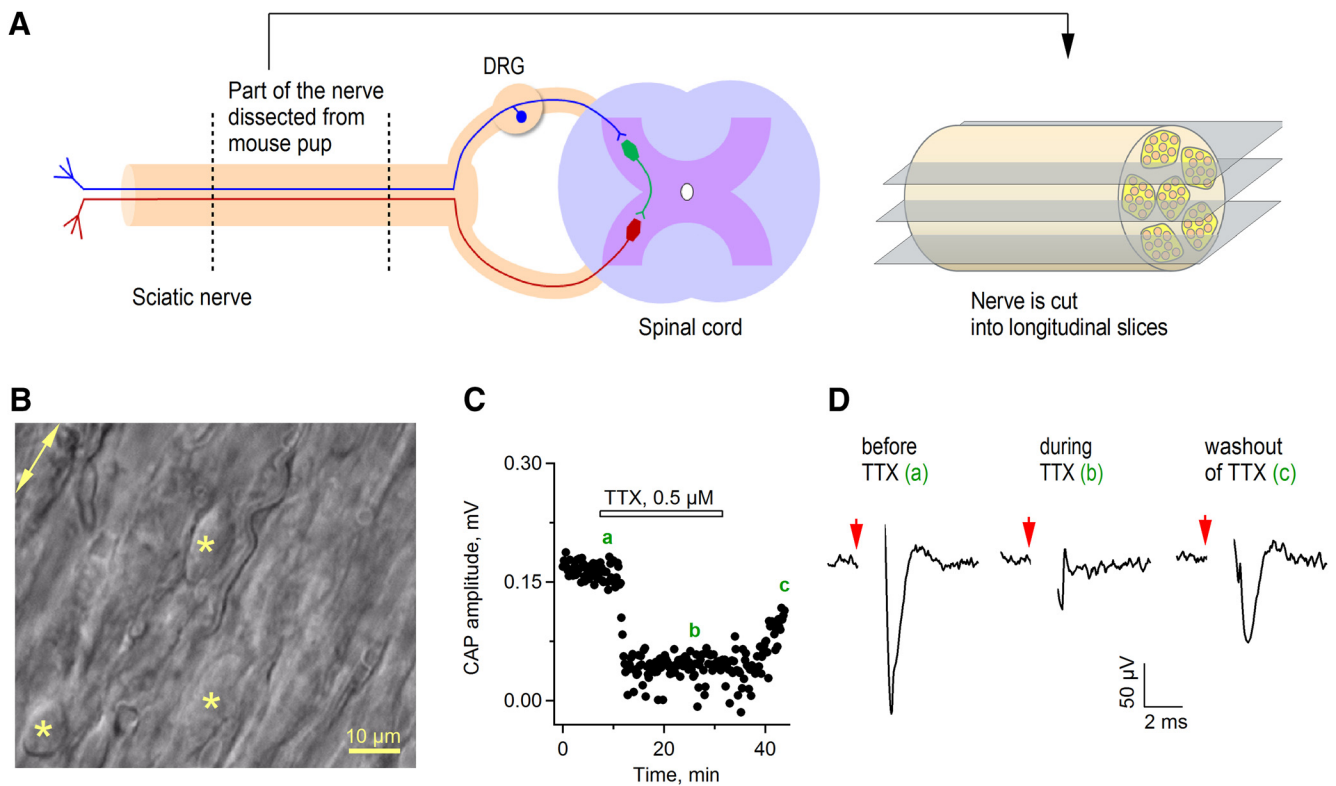 A
Part of the nerve
dissected from
mouse pup
DRG
Sciatic nerve
Spinal cord
Nerve is cut
into longitudinal slices
B
*
*
*
10 µm
C
CAP amplitude, mV
0.30
0.15
0.00
TTX, 0.5 µM
a
b
c
0
20
40
Time, min
D
before
TTX (a)
during
TTX (b)
washout
of TTX (c)
50 µV
2 ms